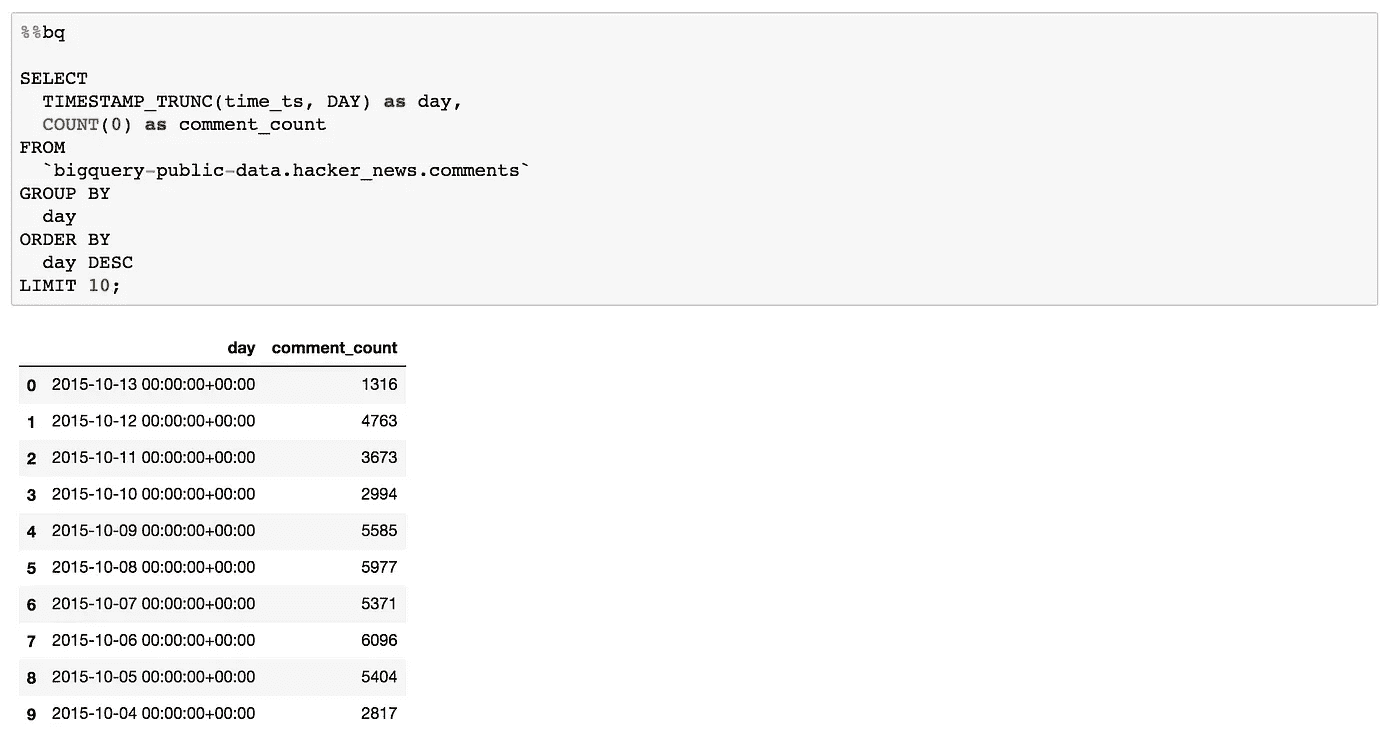 %%bq
SELECT
TIMESTAMP_TRUNC(time_ts, DAY) as day,
COUNT(0) as comment_count
FROM
`bigquery-public-data.hacker_news.comments`
GROUP BY
day
ORDER BY
day DESC
LIMIT 10;
day comment_count
0 2015-10-13 00:00:00+00:00 1316
1 2015-10-12 00:00:00+00:00 4763
2 2015-10-11 00:00:00+00:00 3673
3 2015-10-10 00:00:00+00:00 2994
4 2015-10-09 00:00:00+00:00 5585
5 2015-10-08 00:00:00+00:00 5977
6 2015-10-07 00:00:00+00:00 5371
7 2015-10-06 00:00:00+00:00 6096
8 2015-10-05 00:00:00+00:00 5404
9 2015-10-04 00:00:00+00:00 2817